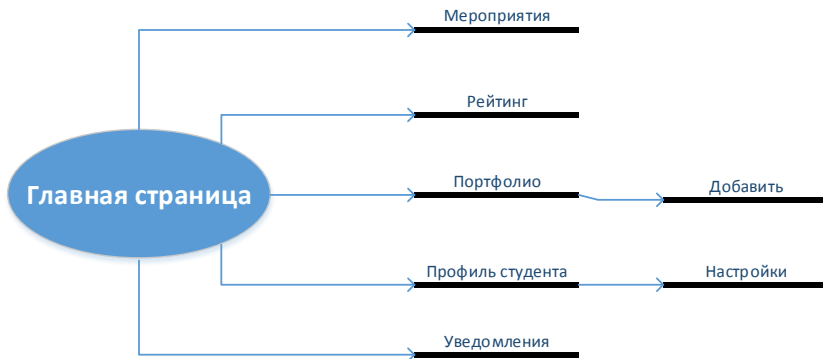 Мероприятия
Рейтинг
Главная страница
Портфолио
Добавить
Профиль студента
Настройки
Уведомления